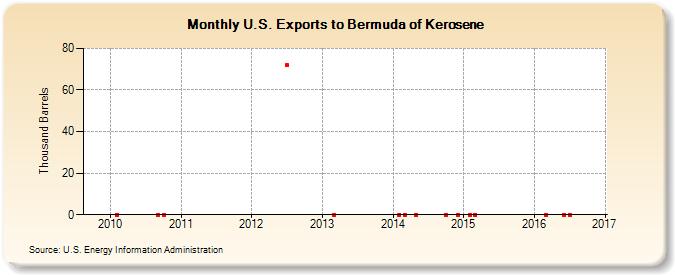 Monthly U.S. Exports to Bermuda of Kerosene
Thousand Barrels
80
60
40
20
0
2010 2011 2012 2013 2014 2015 2016 2017
Source: U.S. Energy Information Administration